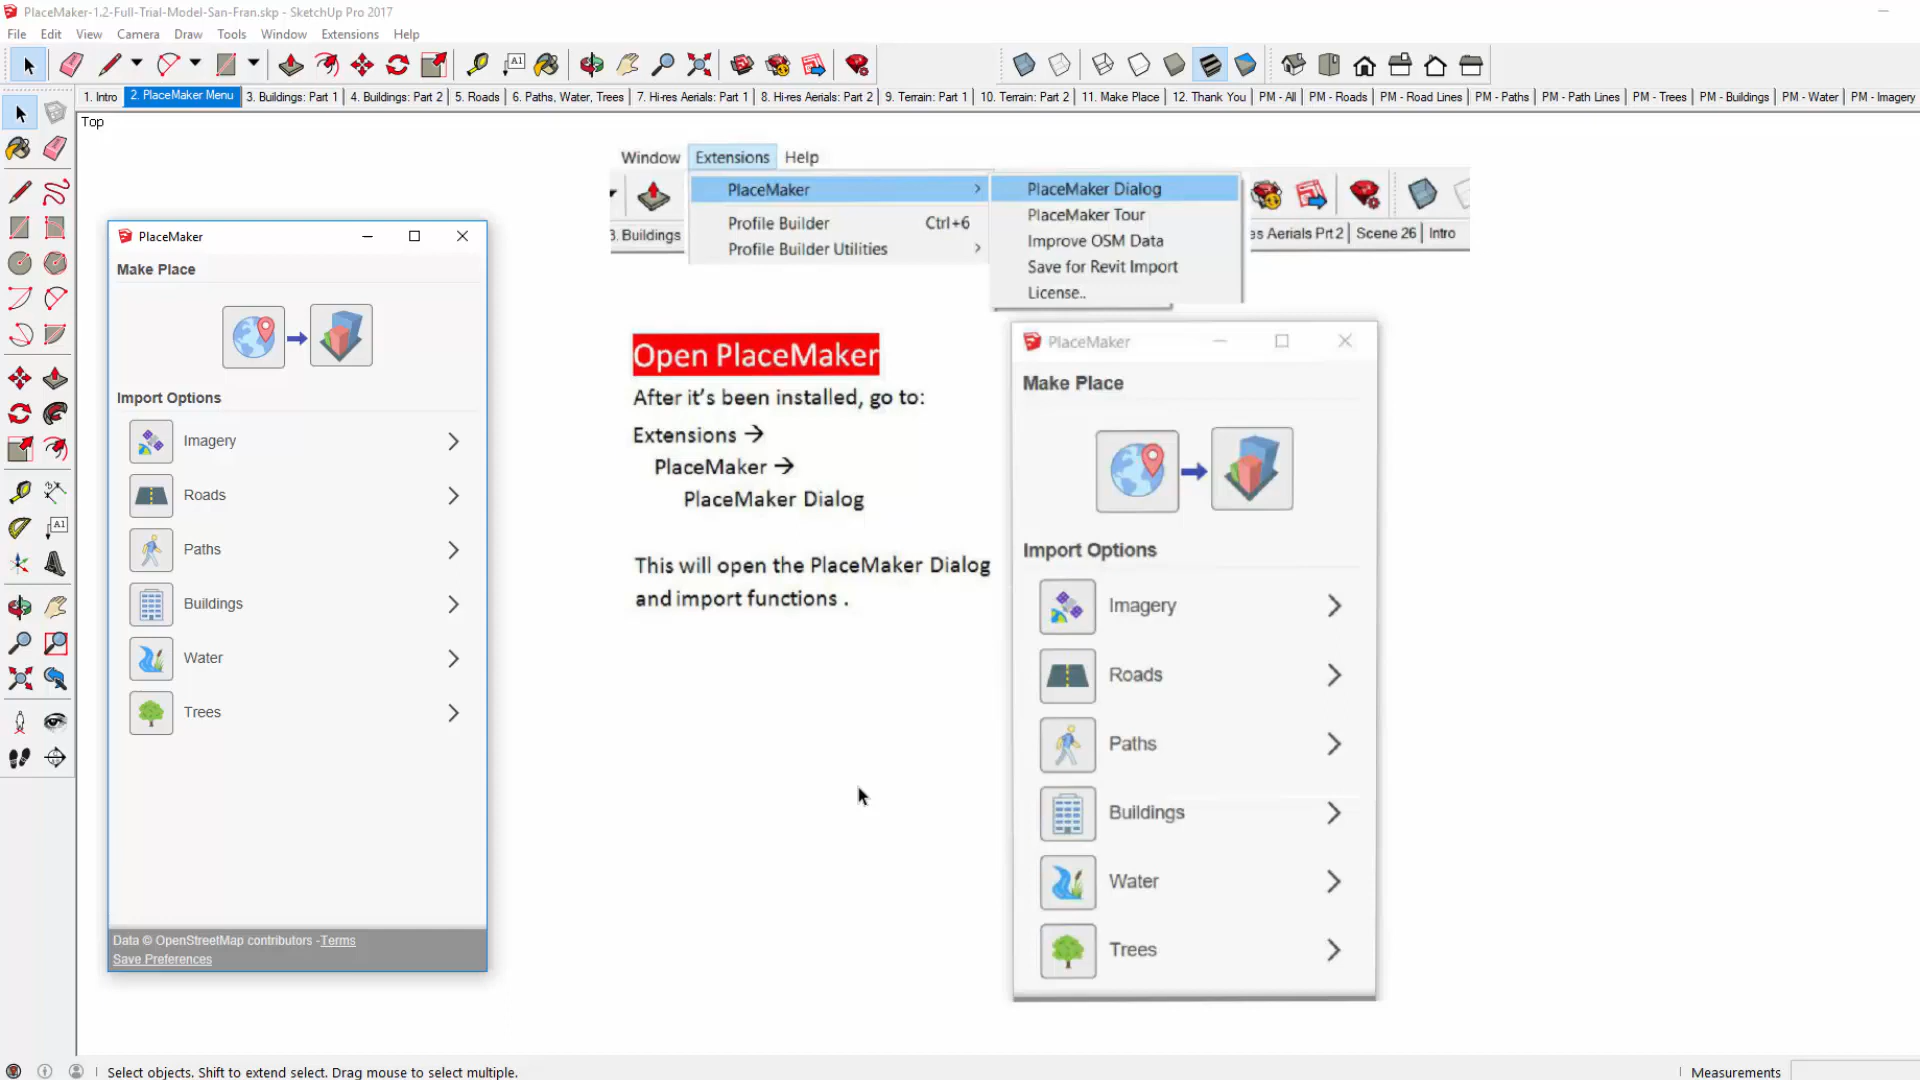 PlaceMaker-1.2-Full-Trial-Model-San-Fran.skp - SketchUp Pro 2017
File Edit View Camera Draw Tools Window Extensions Help
A1
1. Intro 2. PlaceMaker Menu 3. Buildings: Part 1 4. Buildings: Part 2 5. Roads 6. Paths, Water, Trees 7. Hi-res Aerials: Part 1 8. Hi-res Aerials: Part 2 9. Terrain: Part 1 10. Terrain: Part 2 11. Make Place 12. Thank You PM - All PM - Roads PM - Road Lines PM - Paths PM - Path Lines PM - Trees PM - Buildings PM - Water PM - Imagery
Top
Window Extensions Help
PlaceMaker
Profile Builder Ctrl+6
Profile Builder Utilities
PlaceMaker Dialog
PlaceMaker Tour
Improve OSM Data
Save for Revit Import
License..
3. Buildings
as Aerials Prt 2 Scene 26 Intro
PlaceMaker
Make Place
Import Options
Imagery
Roads
Paths
Buildings
Water
Trees
Data © OpenStreetMap contributors -Terms
Save Preferences
Open PlaceMaker
After it's been installed, go to:
Extensions →
PlaceMaker →
PlaceMaker Dialog
This will open the PlaceMaker Dialog
and import functions .
PlaceMaker
Make Place
Import Options
Imagery
Roads
Paths
Buildings
Water
Trees
A1
Select objects. Shift to extend select. Drag mouse to select multiple.
Measurements